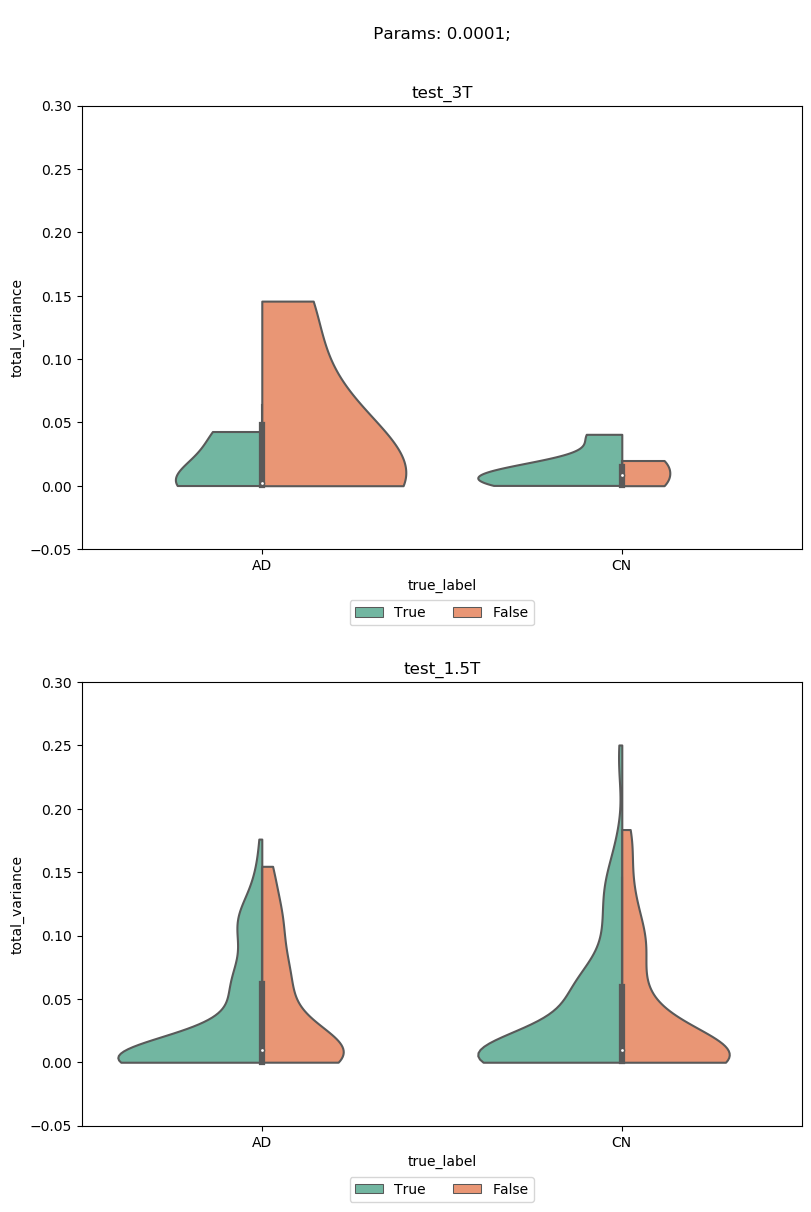 Params: 0.0001;
test_3T
0.30
0.25
0.20
0.15
0.10
0.05
0.00
−0.05
total_variance
AD CN
true_label
True False
test_1.5T
0.30
0.25
0.20
0.15
0.10
0.05
0.00
−0.05
total_variance
AD CN
true_label
True False